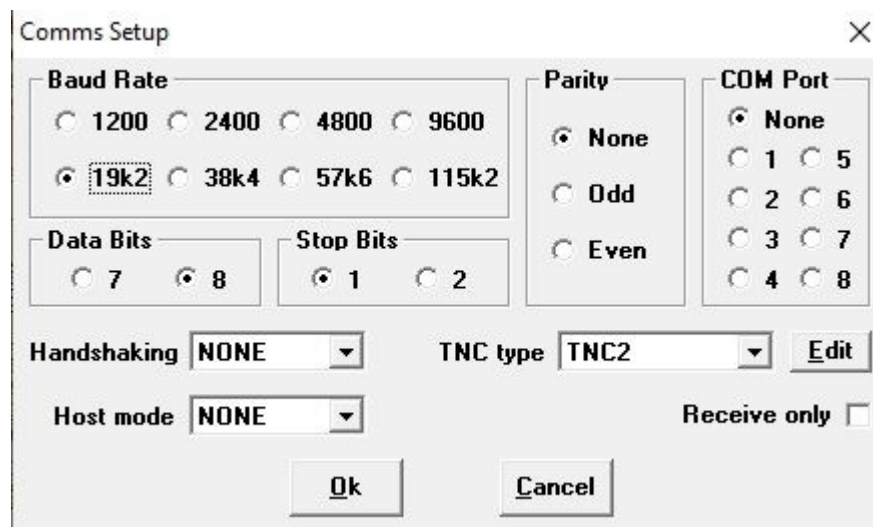 Comms Setup
Baud Rate
1200 2400 4800 9600
19k2 38k4 57k6 115k2
Data Bits
7 8
Stop Bits
1 2
Parity
None
Odd
Even
COM Port
None
1 5
2 6
3 7
4 8
Handshaking NONE
TNC type TNC2 Edit
Host mode NONE
Receive only
Ok Cancel